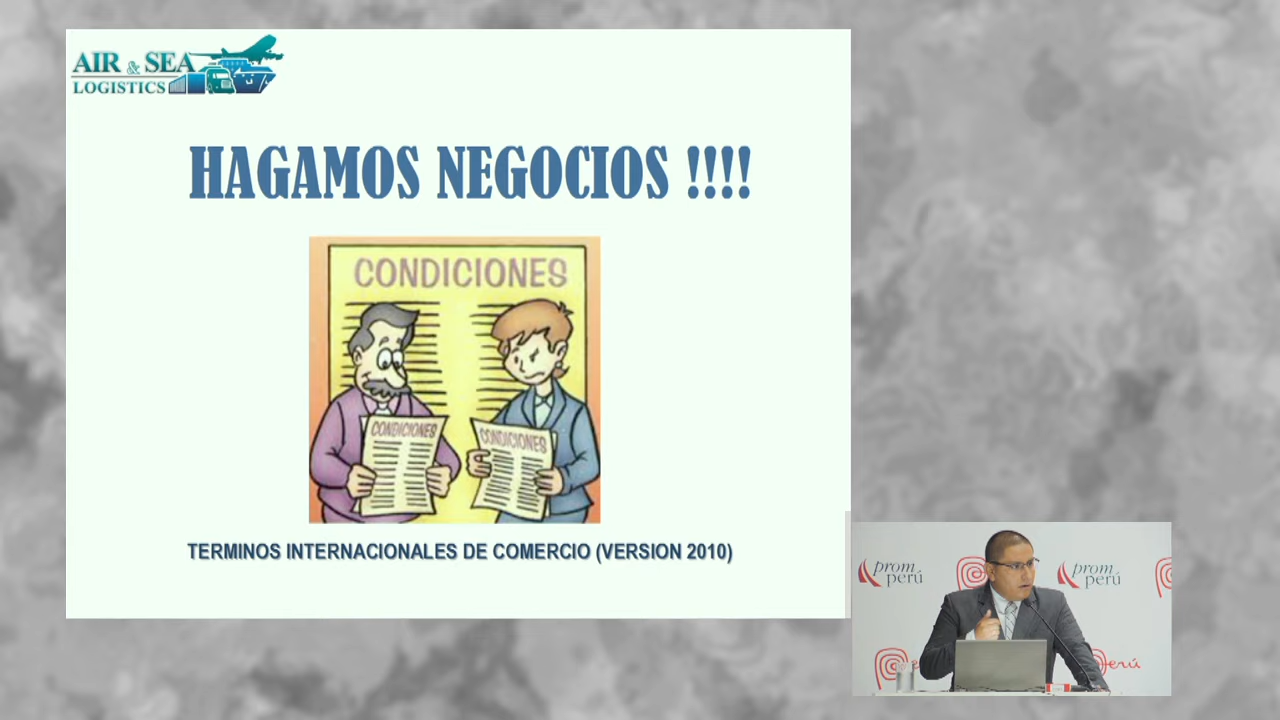 AIR & SEA
LOGISTICS
HAGAMOS NEGOCIOS !!!!
CONDICIONES
CONDICIONES
CONDICIONES
TERMINOS INTERNACIONALES DE COMERCIO (VERSION 2010)
prom
perú
prom
perú
Perú